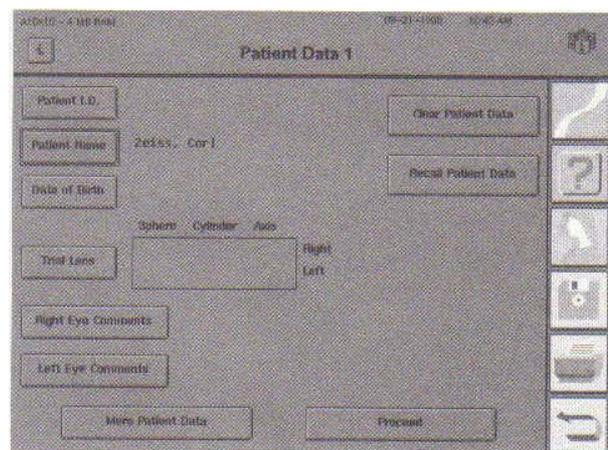 Patient Data 1
Patient I.D.
Clear Patient Data
Patient Name
Zeiss, Carl
Recall Patient Data
Date of Birth
Sphere Cylinder Axis
Trial Lens
Right
Left
Right Eye Comments
Left Eye Comments
More Patient Data
Proceed